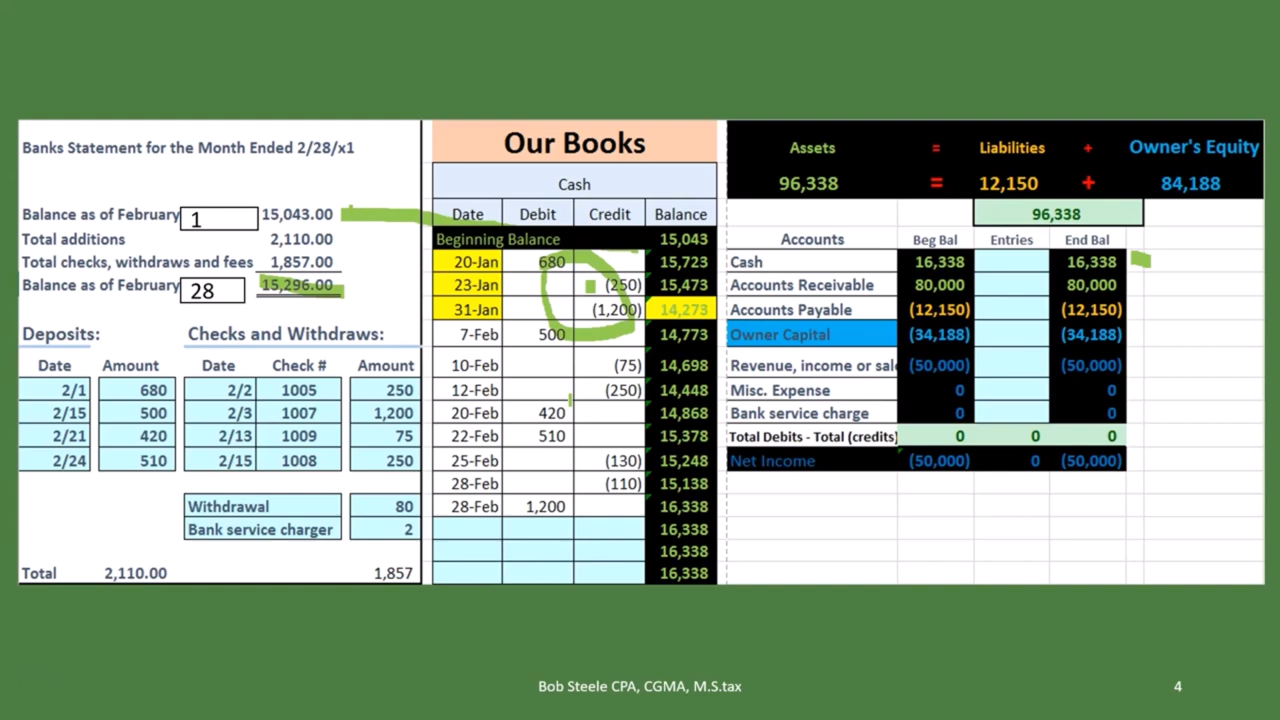 Banks Statement for the Month Ended 2/28/x1
Balance as of February 1 15,043.00
Total additions 2,110.00
Total checks, withdraws and fees 1,857.00
Balance as of February 28 15,296.00
Deposits: Checks and Withdraws:
Date Amount Date Check # Amount
2/1 680 2/2 1005 250
2/15 500 2/3 1007 1,200
2/21 420 2/13 1009 75
2/24 510 2/15 1008 250
Withdrawal 80
Bank service charger 2
Total 2,110.00 1,857
Our Books
Cash
Date Debit Credit Balance
Beginning Balance 15,043
20-Jan 680 15,723
23-Jan (250) 15,473
31-Jan (1,200) 14,273
7-Feb 500 14,773
10-Feb (75) 14,698
12-Feb (250) 14,448
20-Feb 420 14,868
22-Feb 510 15,378
25-Feb (130) 15,248
28-Feb (110) 15,138
28-Feb 1,200 16,338
16,338
16,338
16,338
Assets = Liabilities + Owner's Equity
96,338 = 12,150 + 84,188
96,338
Accounts Beg Bal Entries End Bal
Cash 16,338 16,338
Accounts Receivable 80,000 80,000
Accounts Payable (12,150) (12,150)
Owner Capital (34,188) (34,188)
Revenue, income or sale (50,000) (50,000)
Misc. Expense 0 0
Bank service charge 0 0
Total Debits - Total (credits) 0 0 0
Net Income (50,000) 0 (50,000)
Bob Steele CPA, CGMA, M.S.tax
4